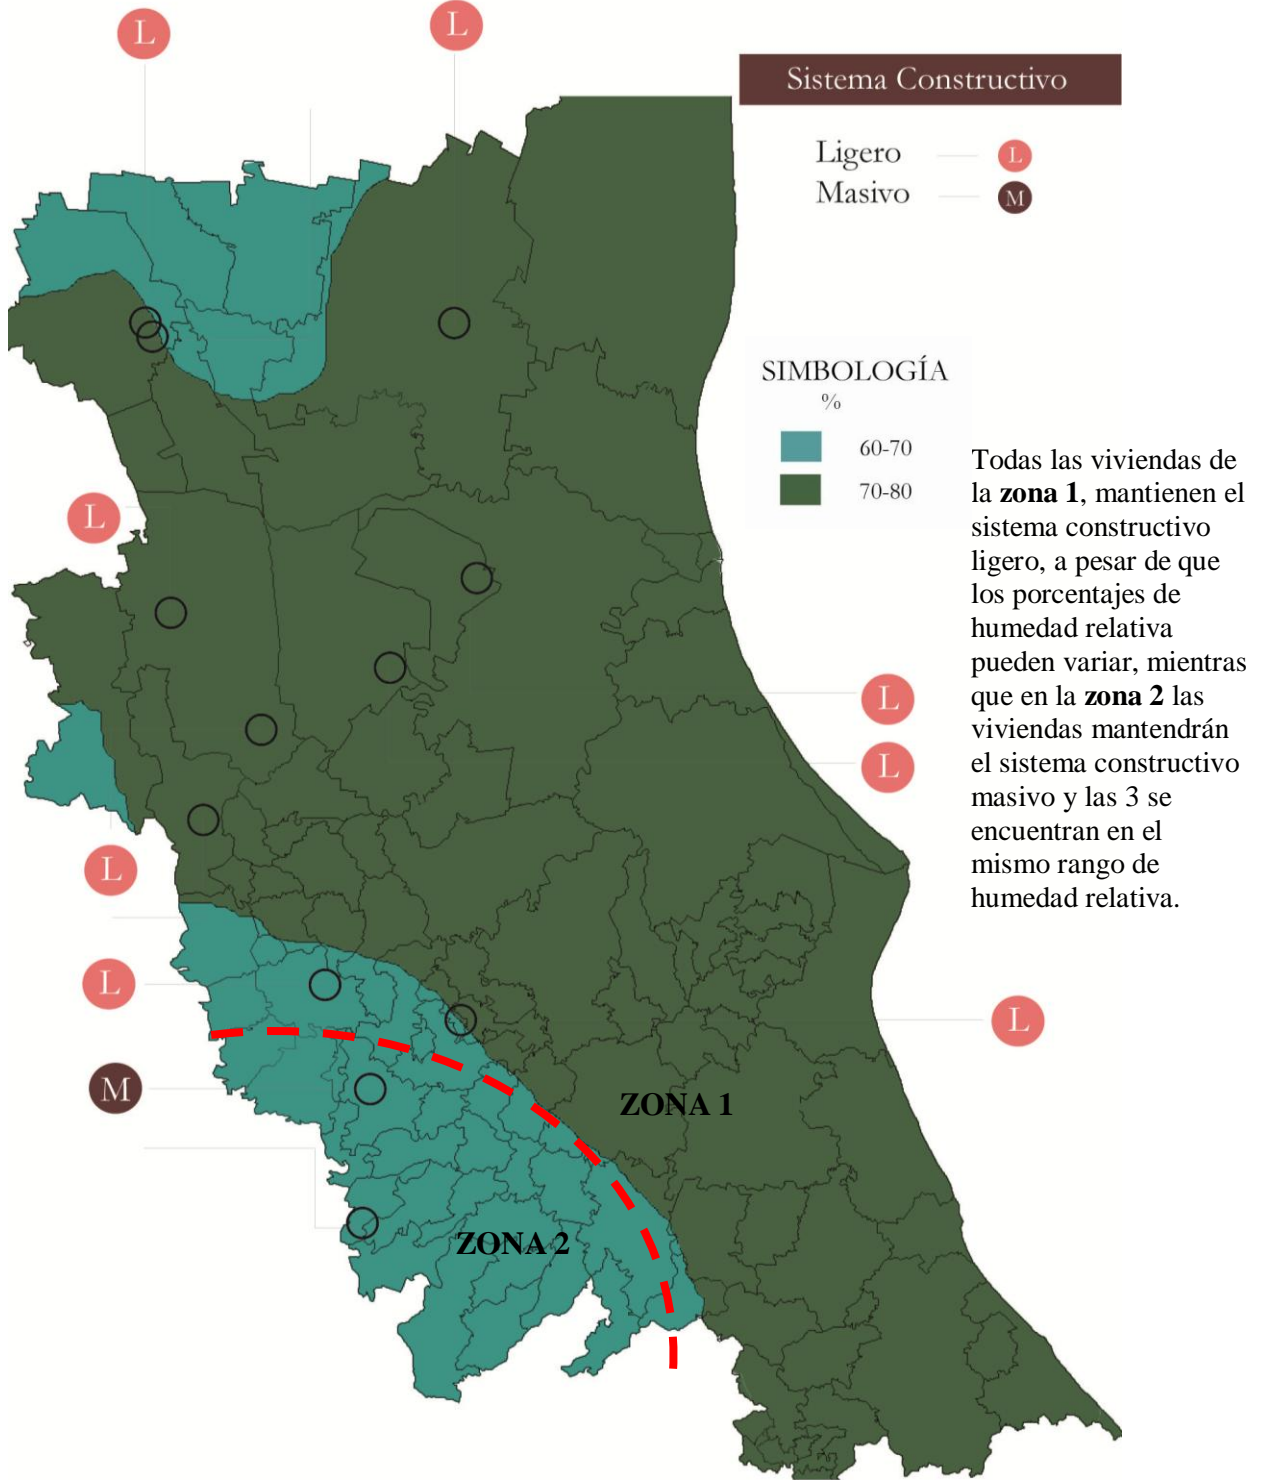 L
L
Sistema Constructivo
Ligero L
Masivo M
SIMBOLOGÍA
%
60-70
70-80
Todas las viviendas de
la zona 1, mantienen el
sistema constructivo
ligero, a pesar de que
los porcentajes de
humedad relativa
pueden variar, mientras
que en la zona 2 las
viviendas mantendrán
el sistema constructivo
masivo y las 3 se
encuentran en el
mismo rango de
humedad relativa.
L
L
L
L
L
L
M
ZONA 1
ZONA 2